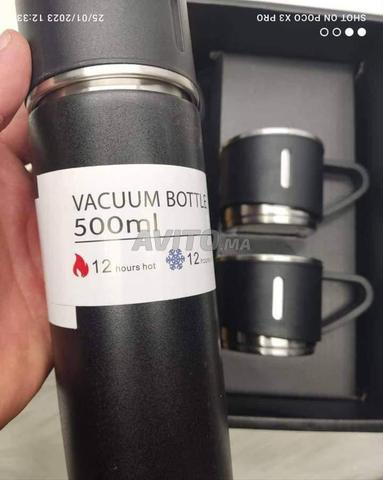 SHOT ON POCO X3 PRO
25/01/2023 12:33
VACUUM BOTTLE
500ml
AVITO.MA
12 hours hot
12 hours